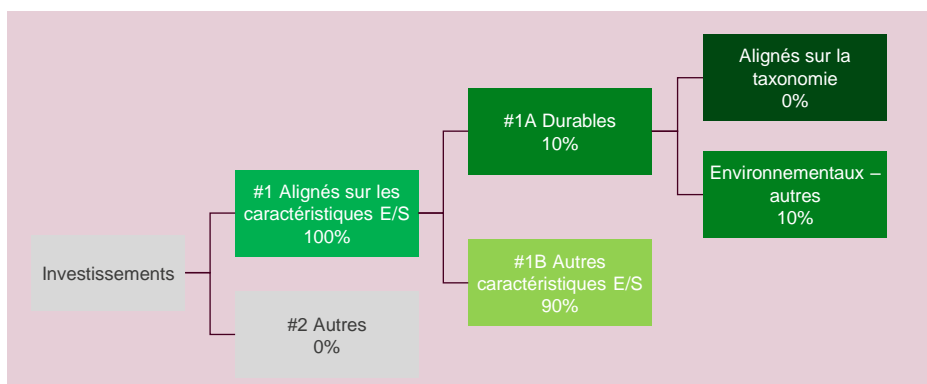 Investissements
#1 Alignés sur les
caractéristiques E/S
100%
#2 Autres
0%
#1A Durables
10%
#1B Autres
caractéristiques E/S
90%
Alignés sur la
taxonomie
0%
Environnementaux –
autres
10%